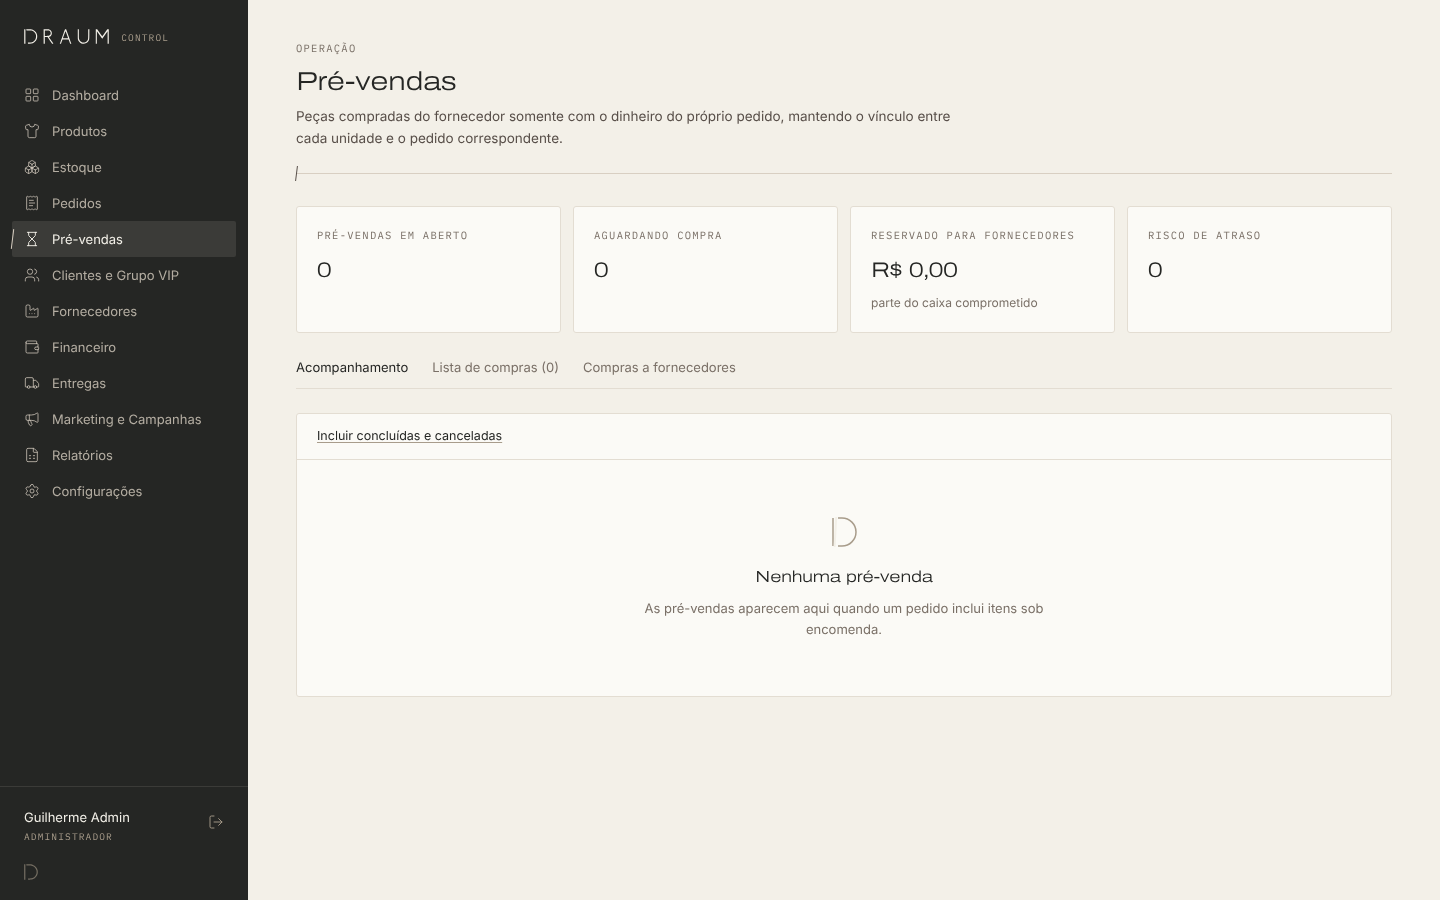 DRAUM CONTROL
Dashboard
Produtos
Estoque
Pedidos
Pré-vendas
Clientes e Grupo VIP
Fornecedores
Financeiro
Entregas
Marketing e Campanhas
Relatórios
Configurações
Guilherme Admin
ADMINISTRADOR
OPERAÇÃO
Pré-vendas
Peças compradas do fornecedor somente com o dinheiro do próprio pedido, mantendo o vínculo entre
cada unidade e o pedido correspondente.
PRÉ-VENDAS EM ABERTO
0
AGUARDANDO COMPRA
0
RESERVADO PARA FORNECEDORES
R$ 0,00
parte do caixa comprometido
RISCO DE ATRASO
0
Acompanhamento
Lista de compras (0)
Compras a fornecedores
Incluir concluídas e canceladas
Nenhuma pré-venda
As pré-vendas aparecem aqui quando um pedido inclui itens sob
encomenda.